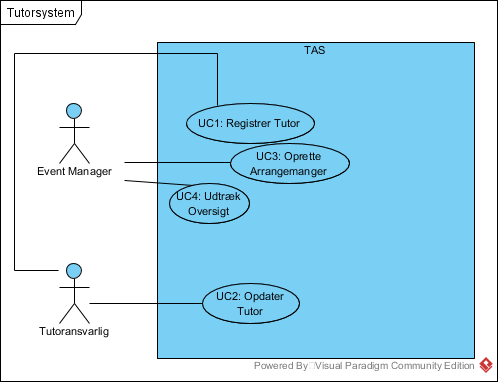 Tutorsystem
TAS
UC1: Registrer Tutor
UC3: Oprette
Arrangemanger
Event Manager
UC4: Udtræk
Oversigt
UC2: Opdater
Tutor
Tutoransvarlig
Powered By Visual Paradigm Community Edition